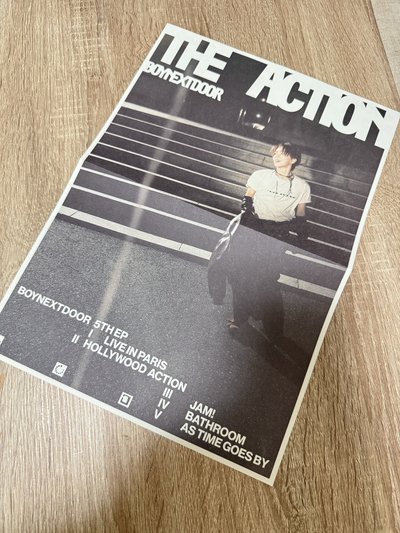 THE ACTION
BOYNEXTDOOR
BOYNEXTDOOR 5TH EP
I LIVE IN PARIS
II HOLLYWOOD ACTION
III JAM!
IV BATHROOM
V AS TIME GOES BY